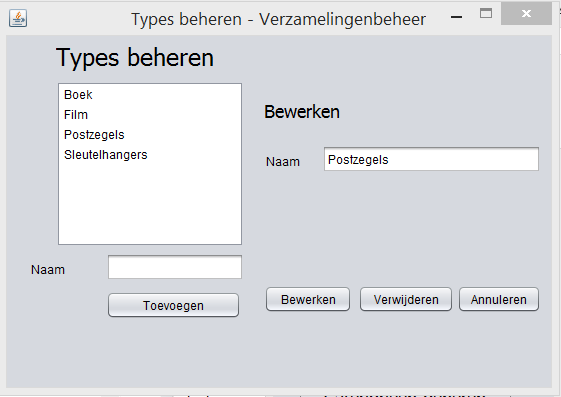 Types beheren - Verzamelingenbeheer
Types beheren
Boek
Film
Postzegels
Sleutelhangers
Naam
Toevoegen
Bewerken
Naam
Postzegels
Bewerken
Verwijderen
Annuleren